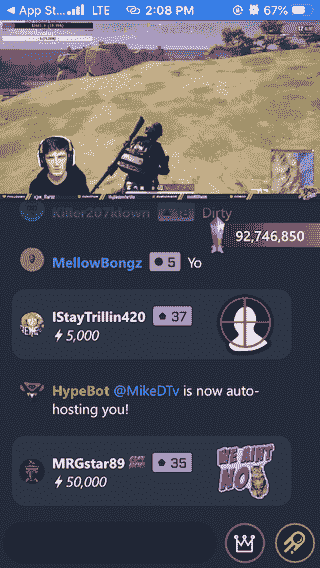 App St... LTE 2:08 PM 67%
Killer207klown Dirty
92,746,850
MellowBongz 5 Yo
IStayTrillin420 37
5,000
HypeBot @MikeDTv is now auto-
hosting you!
MRGstar89 35
50,000
WE AINT
NO